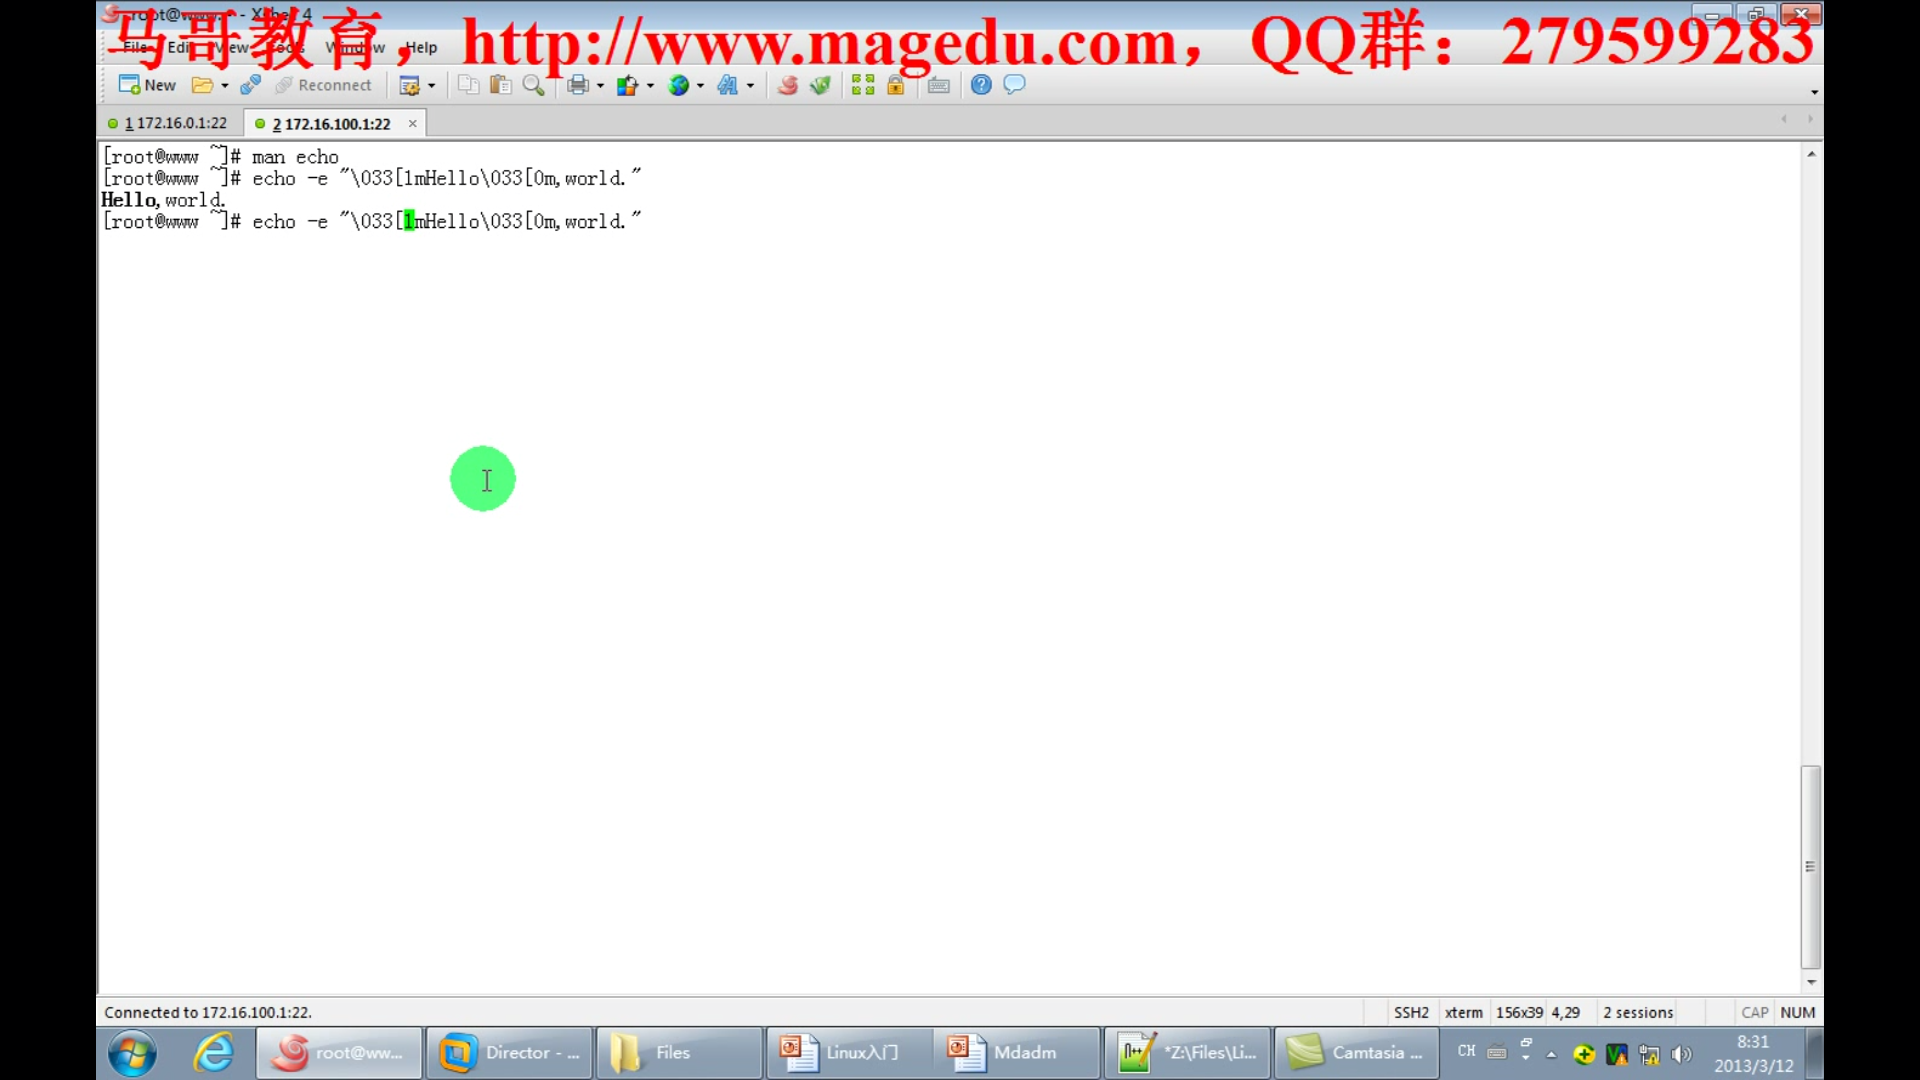 root@www:~ - Xshell 4
马哥教育，http://www.magedu.com，QQ群：279599283
File Edit View Tools Window Help
New Reconnect
1 172.16.0.1:22
2 172.16.100.1:22
[root@www ~]# man echo
[root@www ~]# echo -e "\033[1mHello\033[0m,world."
Hello,world.
[root@www ~]# echo -e "\033[1mHello\033[0m,world."
Connected to 172.16.100.1:22.
SSH2 xterm 156x39 4,29 2 sessions CAP NUM
root@ww... Director - ... Files Linux入门 Mdadm *Z:\Files\Li... Camtasia ... CH 8:31
2013/3/12